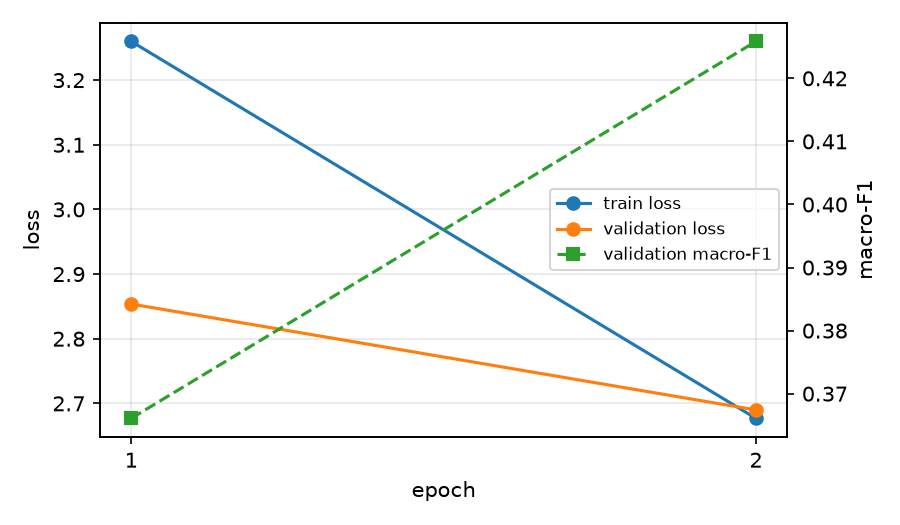 3.2
3.1
3.0
2.9
2.8
2.7
loss
0.42
0.41
0.40
0.39
0.38
0.37
macro-F1
train loss
validation loss
validation macro-F1
1
2
epoch